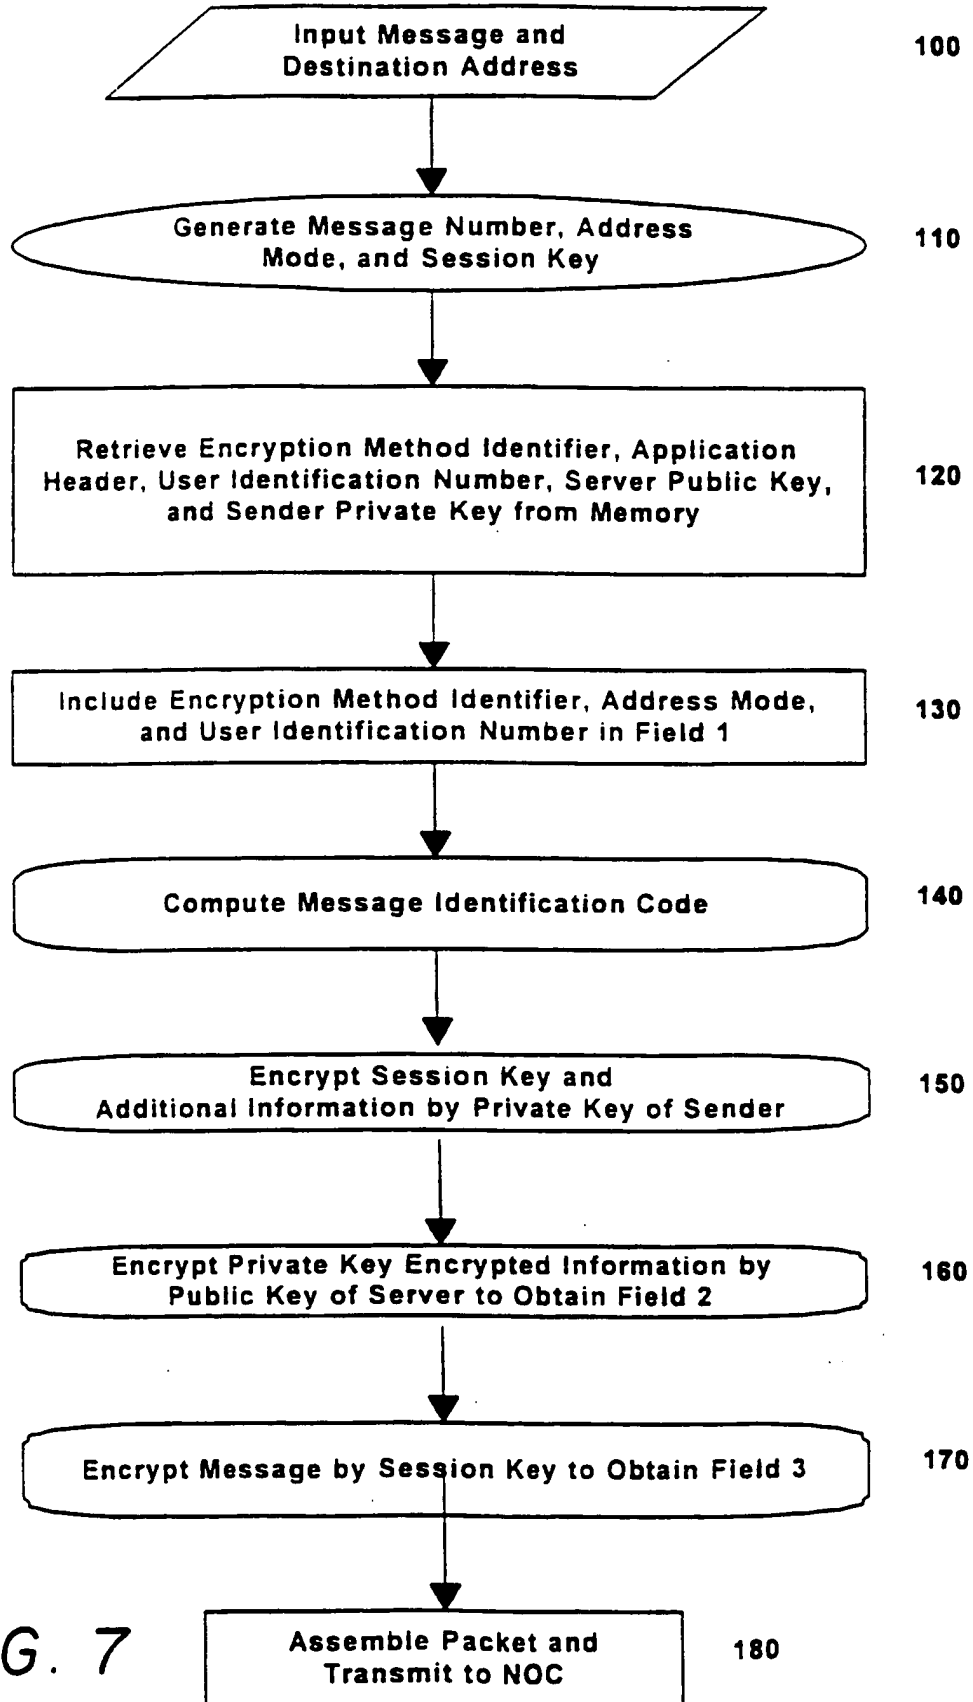 Input Message and
Destination Address
100
Generate Message Number, Address
Mode, and Session Key
110
Retrieve Encryption Method Identifier, Application
Header, User Identification Number, Server Public Key,
and Sender Private Key from Memory
120
Include Encryption Method Identifier, Address Mode,
and User Identification Number in Field 1
130
Compute Message Identification Code
140
Encrypt Session Key and
Additional Information by Private Key of Sender
150
Encrypt Private Key Encrypted Information by
Public Key of Server to Obtain Field 2
160
Encrypt Message by Session Key to Obtain Field 3
170
Assemble Packet and
Transmit to NOC
180
G. 7